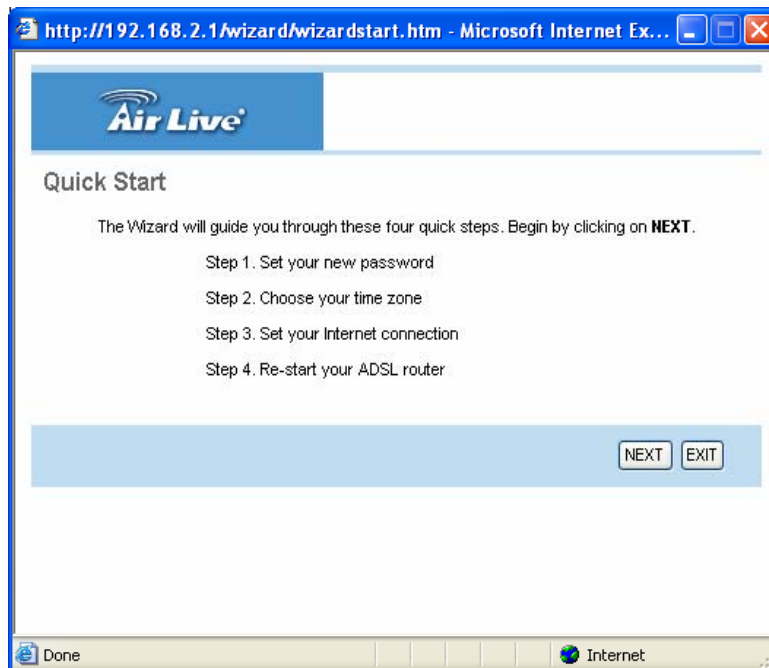 http://192.168.2.1/wizard/wizardstart.htm - Microsoft Internet Ex...
Air Live
Quick Start
The Wizard will guide you through these four quick steps. Begin by clicking on NEXT.
Step 1. Set your new password
Step 2. Choose your time zone
Step 3. Set your Internet connection
Step 4. Re-start your ADSL router
NEXT EXIT
Done Internet